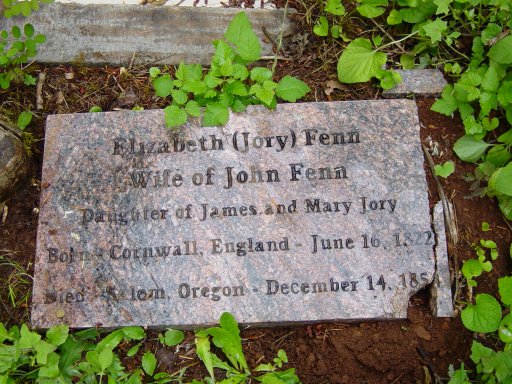 Elizabeth (Jory) Fenn
Wife of John Fenn
Daughter of James and Mary Jory
Born - Cornwall, England - June 16, 1822
Died - Salem, Oregon - December 14,